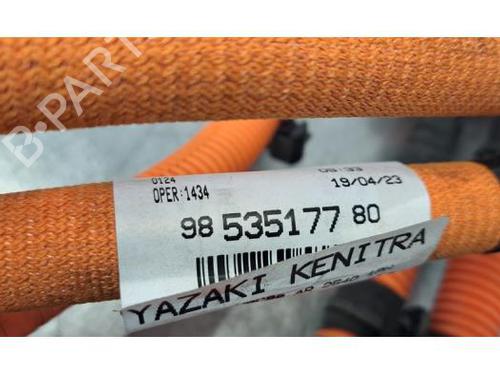 B-PARTS
0124
OPER:1434
19/04/23
98 535177 80
YAZAKI KENITRA